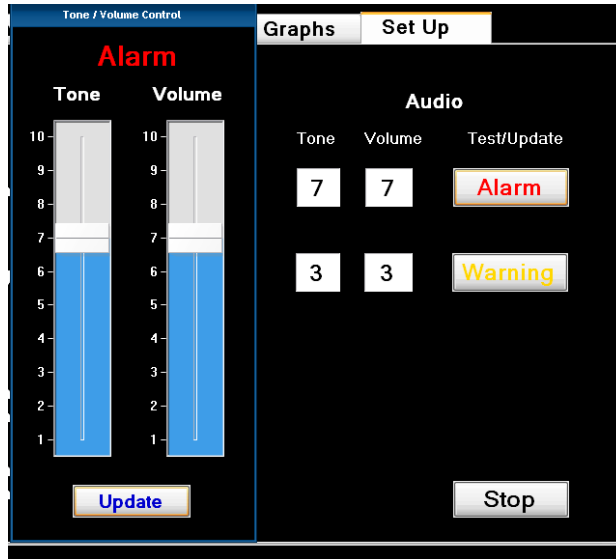 Tone / Volume Control
Alarm
Tone Volume
10 10
9 9
8 8
7 7
6 6
5 5
4 4
3 3
2 2
1 1
Update
Graphs Set Up
Audio
Tone Volume Test/Update
7 7 Alarm
3 3 Warning
Stop